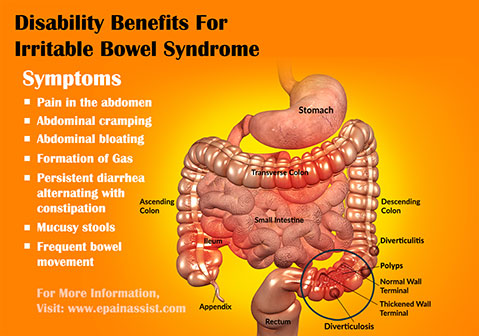 Disability Benefits For
Irritable Bowel Syndrome
Symptoms
Pain in the abdomen
Abdominal cramping
Abdominal bloating
Formation of Gas
Persistent diarrhea
alternating with
constipation
Mucusy stools
Frequent bowel
movement
For More Information,
Visit: www.epainassist.com
Stomach
Transverse Colon
Ascending
Colon
Descending
Colon
Small Intestine
Ileum
Diverticulitis
Polyps
Normal Wall
Terminal
Thickened Wall
Terminal
Appendix
Rectum
Diverticulosis